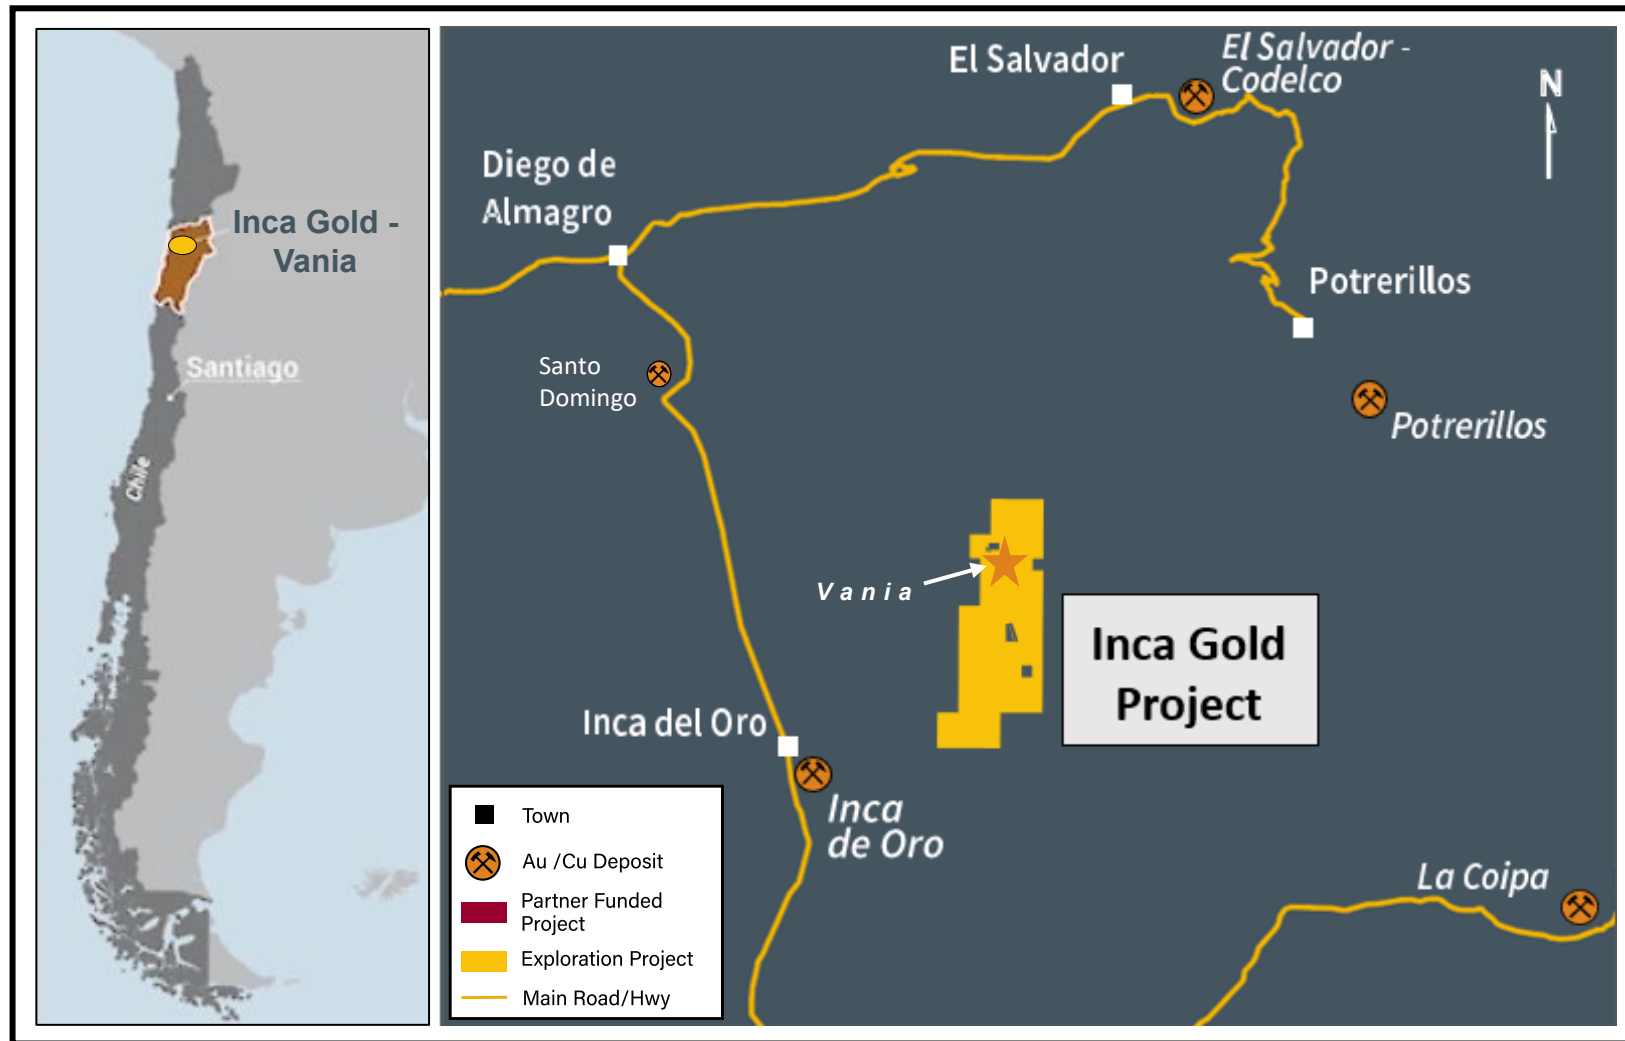 Inca Gold -
Vania
Santiago
Chile
El Salvador
El Salvador -
Codelco
N
Diego de
Almagro
Potrerillos
Santo
Domingo
Potrerillos
Vania
Inca Gold
Project
Inca del Oro
Inca
de Oro
La Coipa
Town
Au /Cu Deposit
Partner Funded
Project
Exploration Project
Main Road/Hwy